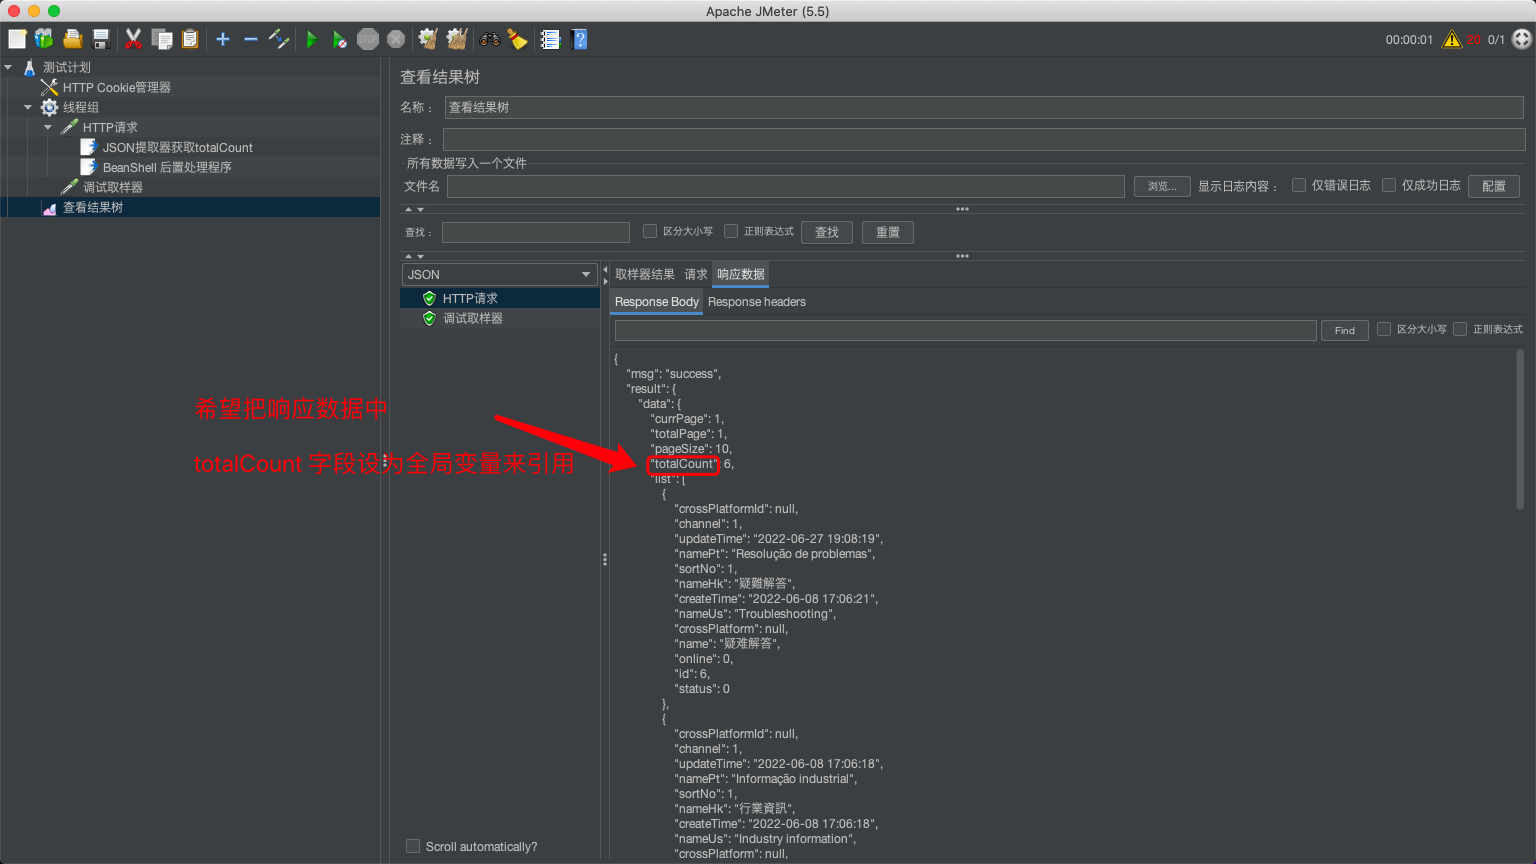 Apache JMeter (5.5)
00:00:01 20 0/1
测试计划
HTTP Cookie管理器
线程组
HTTP请求
JSON提取器获取totalCount
BeanShell 后置处理程序
调试取样器
查看结果树
查看结果树
名称： 查看结果树
注释：
所有数据写入一个文件
文件名 浏览... 显示日志内容： 仅错误日志 仅成功日志 配置
查找： 区分大小写 正则表达式 查找 重置
JSON
HTTP请求
调试取样器
取样器结果 请求 响应数据
Response Body Response headers
Find 区分大小写 正则表达式
{
"msg": "success",
"result": {
"data": {
"currPage": 1,
"totalPage": 1,
"pageSize": 10,
"totalCount": 6,
"list": [
{
"crossPlatformId": null,
"channel": 1,
"updateTime": "2022-06-27 19:08:19",
"namePt": "Resolução de problemas",
"sortNo": 1,
"nameHk": "疑難解答",
"createTime": "2022-06-08 17:06:21",
"nameUs": "Troubleshooting",
"crossPlatform": null,
"name": "疑难解答",
"online": 0,
"id": 6,
"status": 0
},
{
"crossPlatformId": null,
"channel": 1,
"updateTime": "2022-06-08 17:06:18",
"namePt": "Informação industrial",
"sortNo": 1,
"nameHk": "行業資訊",
"createTime": "2022-06-08 17:06:18",
"nameUs": "Industry information",
"crossPlatform": null,
希望把响应数据中
totalCount 字段设为全局变量来引用
Scroll automatically?